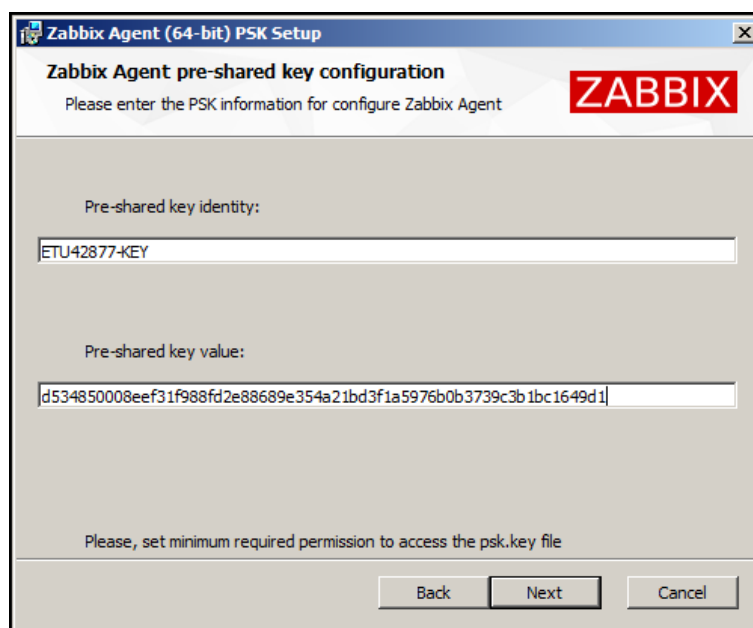 Zabbix Agent (64-bit) PSK Setup
Zabbix Agent pre-shared key configuration
Please enter the PSK information for configure Zabbix Agent
ZABBIX
Pre-shared key identity:
ETU42877-KEY
Pre-shared key value:
d534850008eef31f988fd2e88689e354a21bd3f1a5976b0b3739c3b1bc1649d1
Please, set minimum required permission to access the psk.key file
Back
Next
Cancel